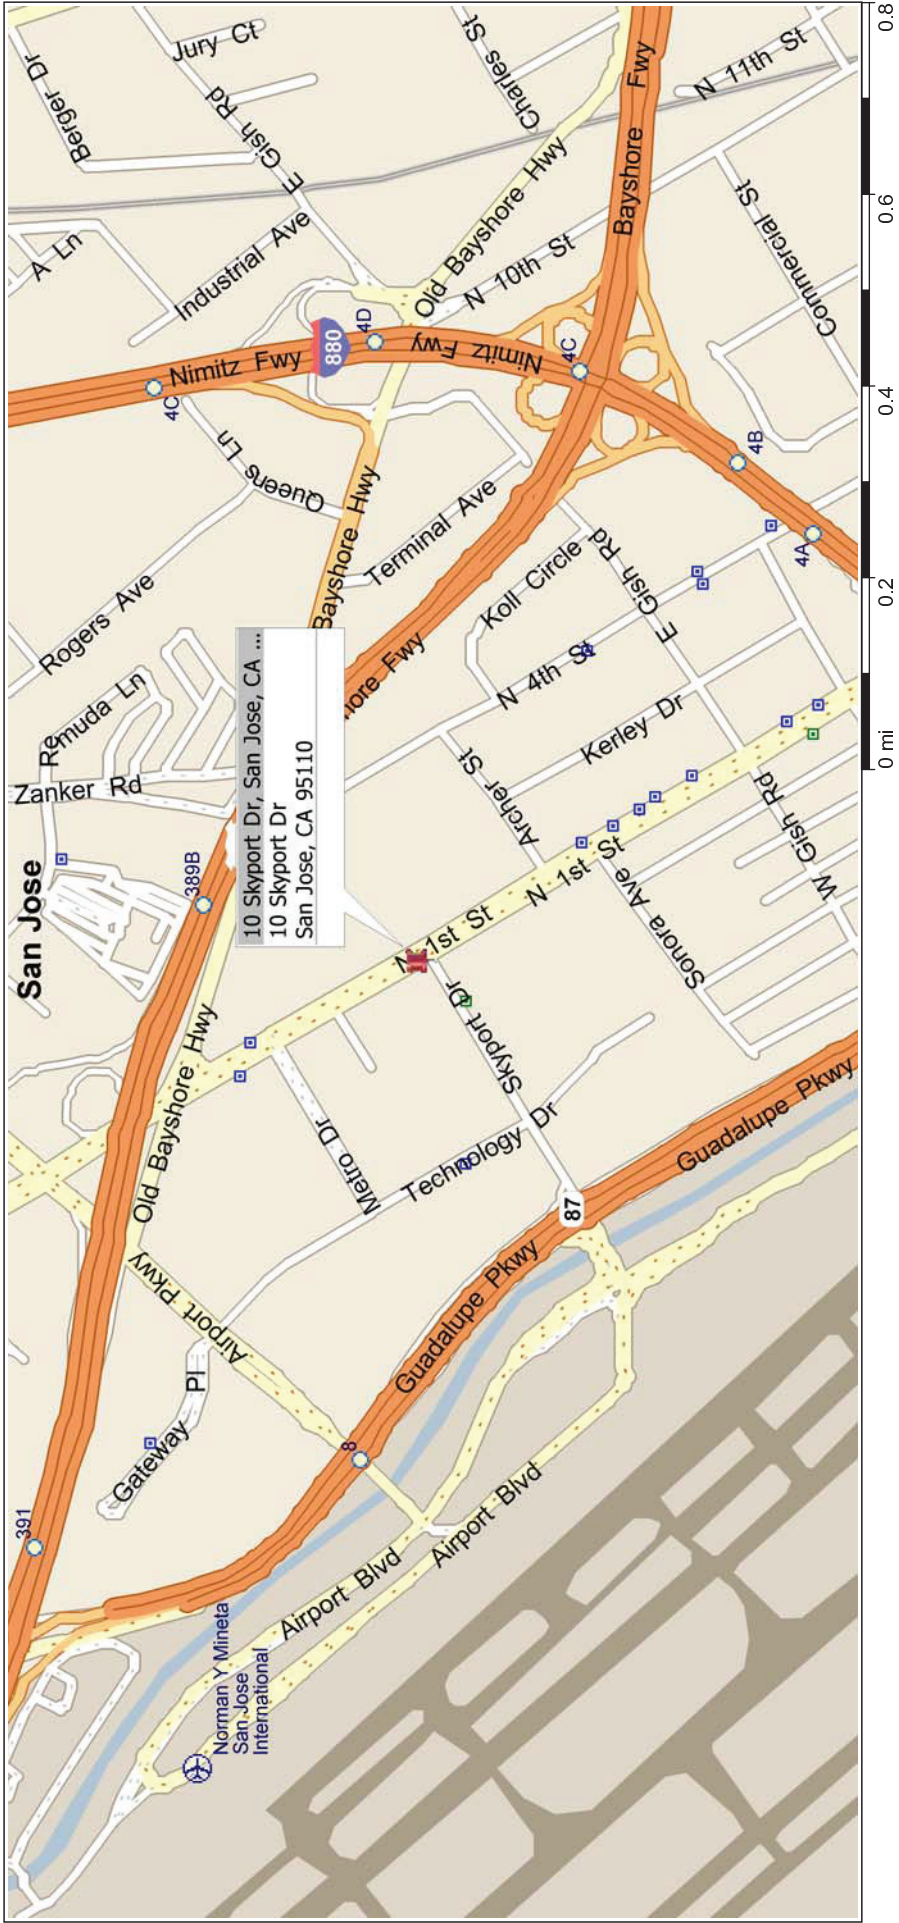 San Jose
10 Skyport Dr, San Jose, CA ...
10 Skyport Dr
San Jose, CA 95110
391
Gateway Pl
Airport Pkwy
Old Bayshore Hwy
389B
Zanker Rd
Remuda Ln
Rogers Ave
Queens Ln
4C
Nimitz Fwy
880
4D
Industrial Ave
A Ln
Berger Dr
Jury Ct
E Gish Rd
Charles St
Old Bayshore Hwy
N 10th St
Nimitz Fwy
4C
Bayshore Fwy
N 11th St
Commercial St
4B
4A
Bayshore Hwy
Terminal Ave
hore Fwy
Koll Circle
E Gish Rd
N 4th St
Kerley Dr
Archer St
N 1st St
N 1st St
Sonora Ave
W Gish Rd
Skyport Dr
Metro Dr
Technology Dr
87
Guadalupe Pkwy
Guadalupe Pkwy
8
Airport Blvd
Airport Blvd
Norman Y Mineta
San Jose
International
0 mi
0.2
0.4
0.6
0.8